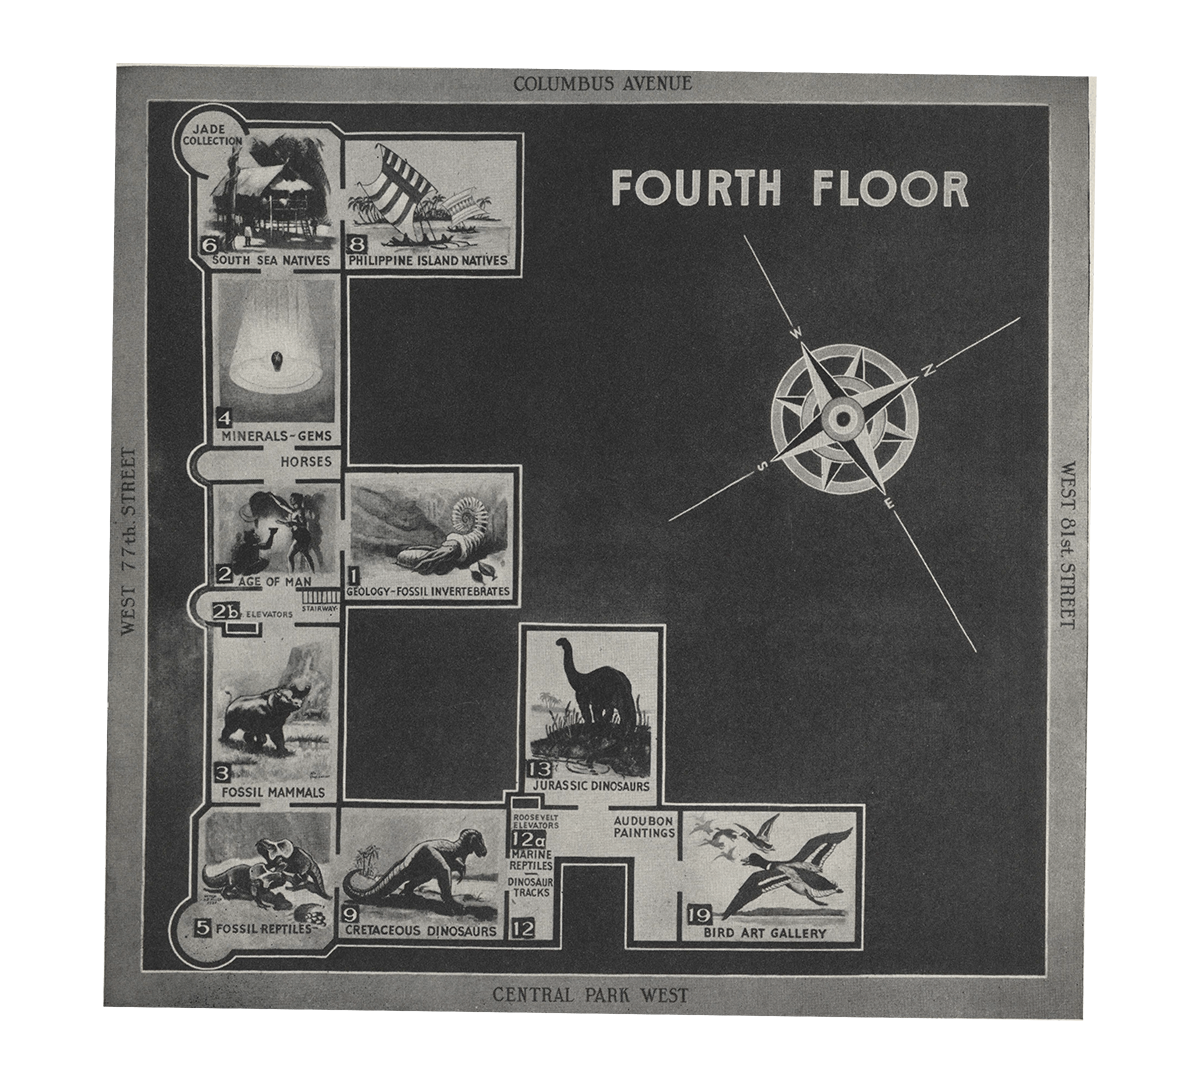 COLUMBUS AVENUE
FOURTH FLOOR
JADE
COLLECTION
6
SOUTH SEA NATIVES
8
PHILIPPINE ISLAND NATIVES
W
N
S
E
4
MINERALS-GEMS
HORSES
2
AGE OF MAN
1
GEOLOGY-FOSSIL INVERTEBRATES
2b
ELEVATORS
STAIRWAY
WEST 77th. STREET
WEST 81st. STREET
3
FOSSIL MAMMALS
13
JURASSIC DINOSAURS
ROOSEVELT
ELEVATORS
12a
MARINE
REPTILES
DINOSAUR
TRACKS
12
AUDUBON
PAINTINGS
5
FOSSIL REPTILES
9
CRETACEOUS DINOSAURS
19
BIRD ART GALLERY
CENTRAL PARK WEST